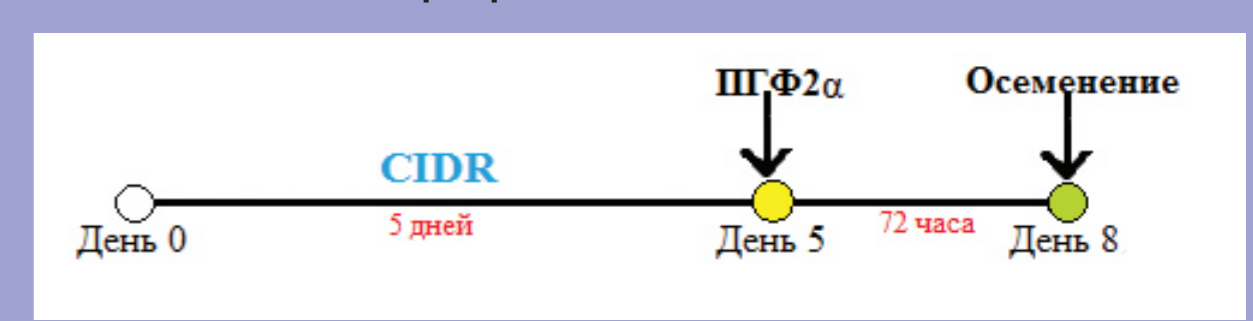 ПГФ2α
Осеменение
CIDR
5 дней
72 часа
День 0
День 5
День 8